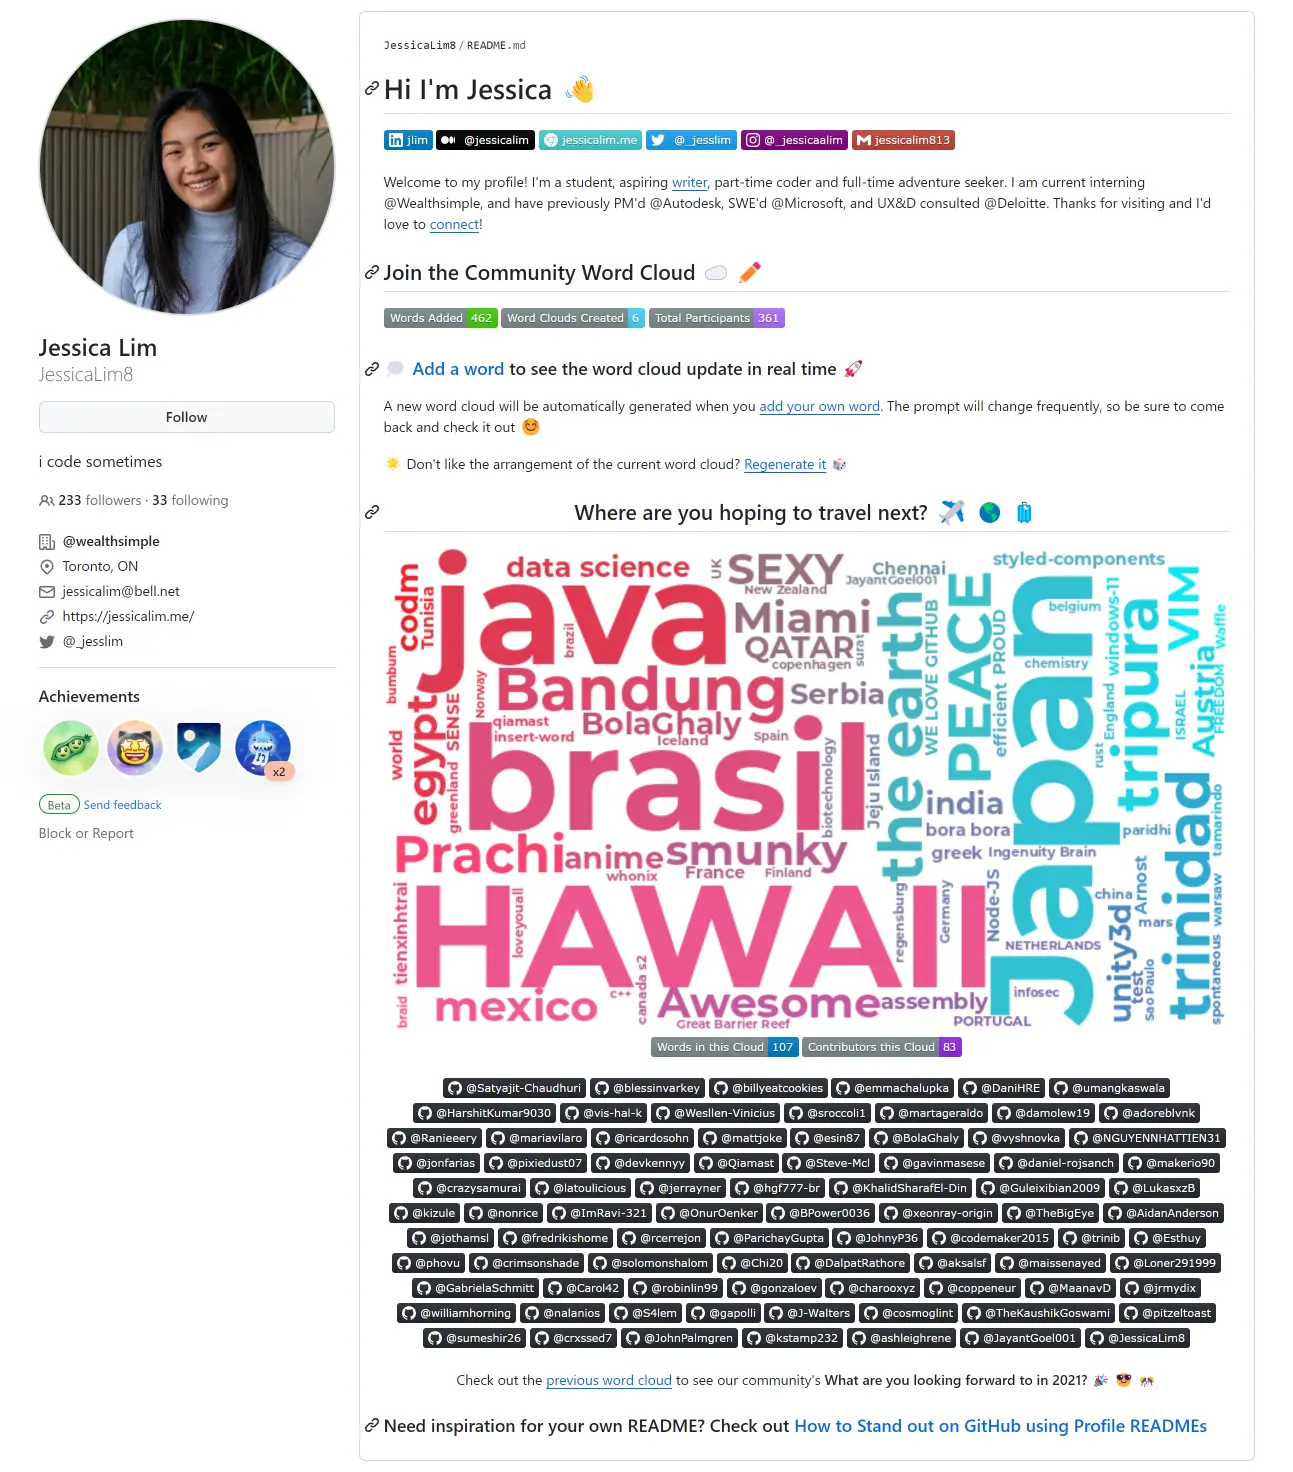 Jessica Lim
JessicaLim8
Follow
i code sometimes
233 followers · 33 following
@wealthsimple
Toronto, ON
jessicalim@bell.net
https://jessicalim.me/
@_jesslim
Achievements
x2
Beta Send feedback
Block or Report
JessicaLim8/README.md
Hi I'm Jessica
jlim @jessicalim jessicalim.me @_jesslim @_jessicaalim jessicalim813
Welcome to my profile! I'm a student, aspiring writer, part-time coder and full-time adventure seeker. I am current interning
@Wealthsimple, and have previously PM'd @Autodesk, SWE'd @Microsoft, and UX&D consulted @Deloitte. Thanks for visiting and I'd
love to connect!
Join the Community Word Cloud
Words Added 462 Word Clouds Created 6 Total Participants 361
Add a word to see the word cloud update in real time
A new word cloud will be automatically generated when you add your own word. The prompt will change frequently, so be sure to come
back and check it out
Don't like the arrangement of the current word cloud? Regenerate it
Where are you hoping to travel next?
codm
Tunisia
bumbum
java
data science
brazil
UK
SEXY
New Zealand
Chennai
JayantGoel001
Miami
QATAR
copenhagen
surat
styled-components
belgium
windows-11
VIM
Waffle
PEACE
the earth
WE LOVE GITHUB
efficient
PROUD
Japan
chemistry
tripura
England
rust
ISRAEL
Austria
FREEDOM
Norway
Bandung
Serbia
qiamast
insert-word
BolaGhaly
Iceland
Spain
world
egypt
SENSE
greenland
brasil
biotechnology
Jeju Island
india
bora bora
greek
Ingenuity Brain
paridhi
trinidad
tamarindo
Prachi
anime
smunky
whonix
France
Finland
tienxinhtrai
loveyouall
HAWAII
regensburg
Germany
Node-JS
NETHERLANDS
china
Arnost
mars
warsaw
unity3d
test
Sao Paulo
spontaneous
braid
mexico
c++
canada s2
Awesome
Great Barrier Reef
assembly
infosec
PORTUGAL
Words in this Cloud 107 Contributors this Cloud 83
@Satyajit-Chaudhuri @blessinvarkey @billyeatcookies @emmachalupka @DaniHRE @umangkaswala
@HarshitKumar9030 @vis-hal-k @Wesllen-Vinicius @sroccoli1 @martageraldo @damolew19 @adoreblvnk
@Ranieeery @mariavilaro @ricardosohn @mattjoke @esin87 @BolaGhaly @vyshnovka @NGUYENNHATTIEN31
@jonfarias @pixiedust07 @devkennyy @Qiamast @Steve-Mcl @gavinmasese @daniel-rojsanch @makerio90
@crazysamurai @latoulicious @jerrayner @hgf777-br @KhalidSharafEl-Din @Guleixibian2009 @LukasxzB
@kizule @nonrice @ImRavi-321 @OnurOenker @BPower0036 @xeonray-origin @TheBigEye @AidanAnderson
@jothamsl @fredrikishome @rcerrejon @ParichayGupta @JohnyP36 @codemaker2015 @trinib @Esthuy
@phovu @crimsonshade @solomonshalom @Chi20 @DalpatRathore @aksalsf @maissenayed @Loner291999
@GabrielaSchmitt @Carol42 @robinlin99 @gonzaloev @charooxyz @coppeneur @MaanavD @jrmydix
@williamhorning @nalanios @S4lem @gapolli @J-Walters @cosmoglint @TheKaushikGoswami @pitzeltoast
@sumeshir26 @crxssed7 @JohnPalmgren @kstamp232 @ashleighrene @JayantGoel001 @JessicaLim8
Check out the previous word cloud to see our community's What are you looking forward to in 2021?
Need inspiration for your own README? Check out How to Stand out on GitHub using Profile READMEs